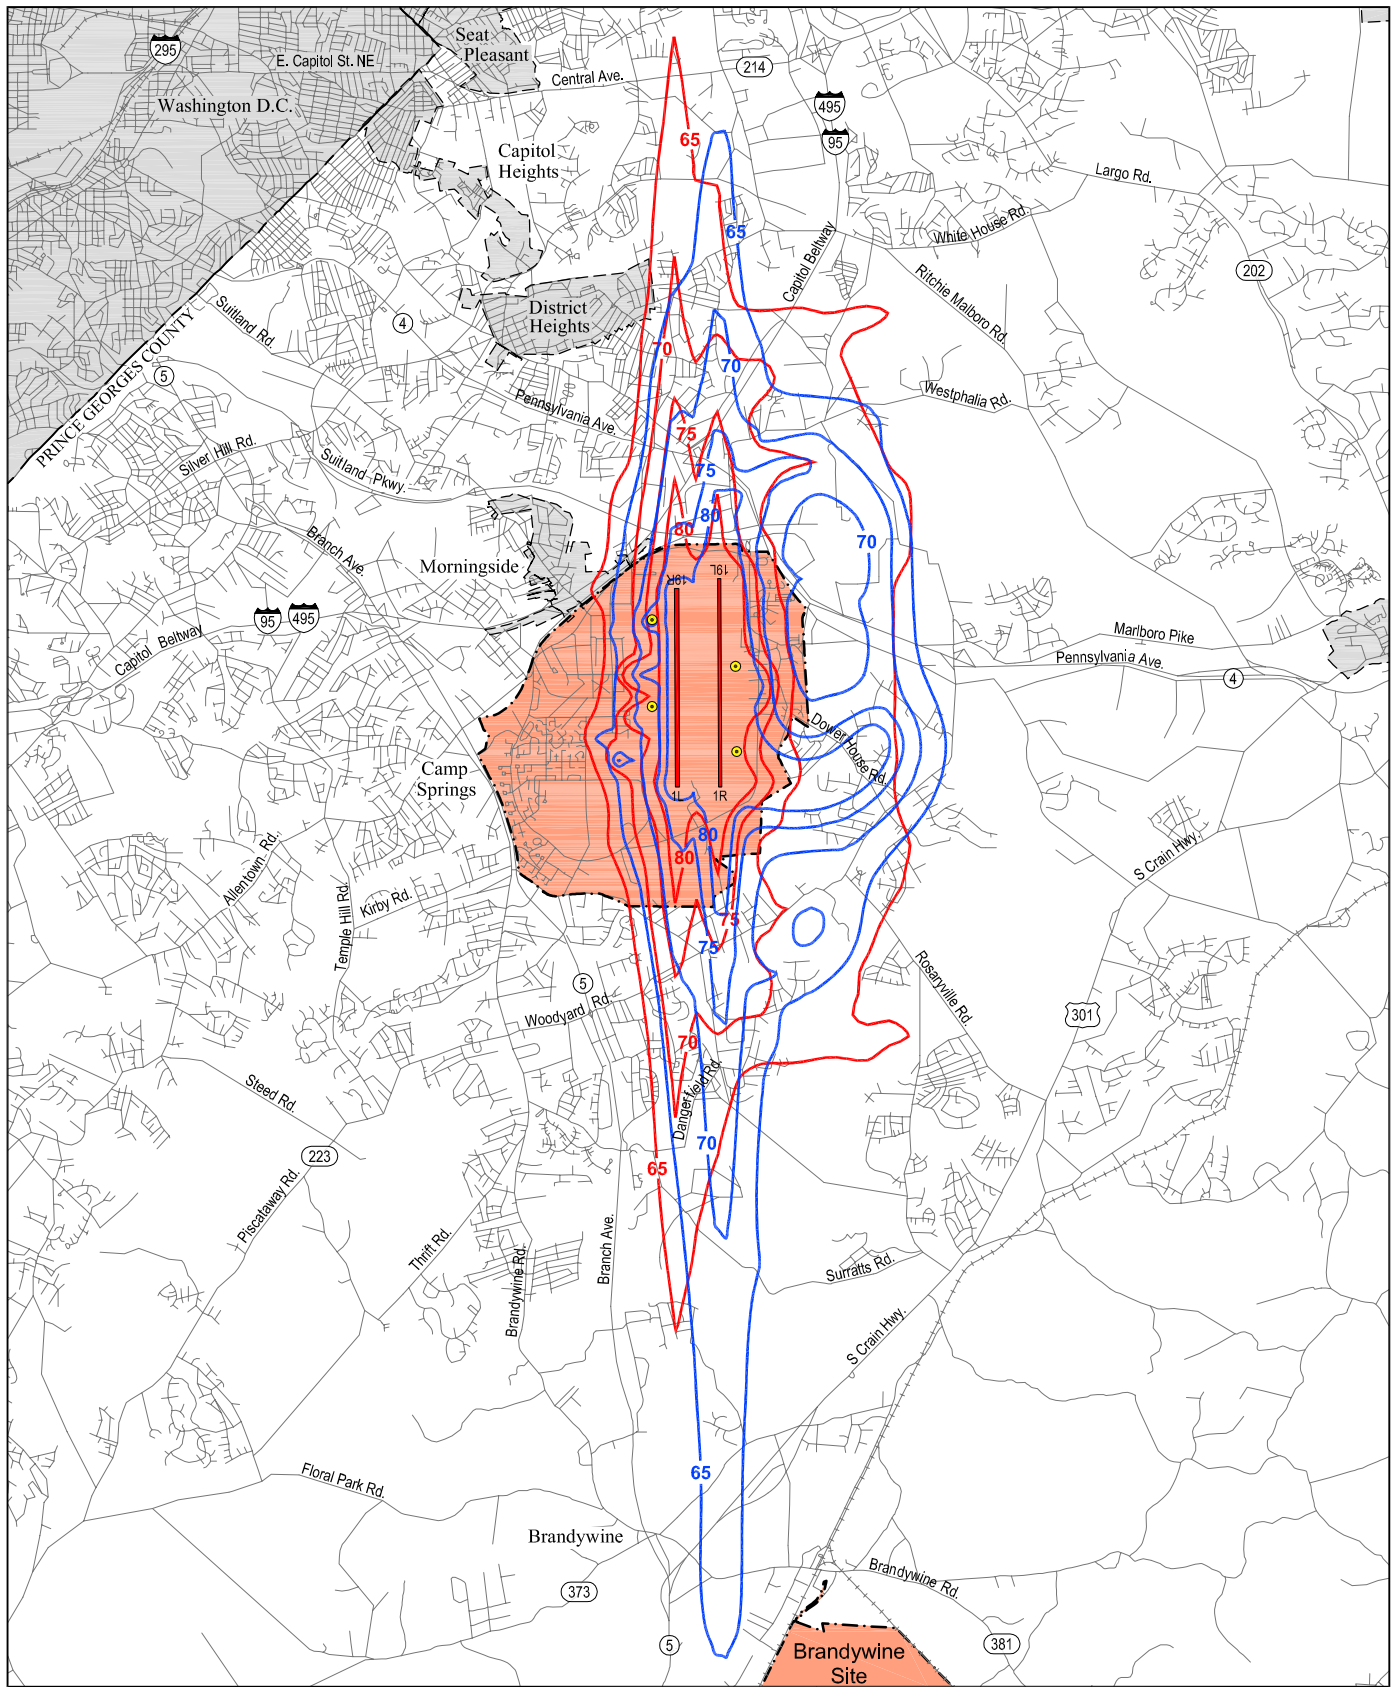 Seat
Pleasant
295
E. Capitol St. NE
Central Ave.
214
Washington D.C.
495
95
65
Capitol
Heights
Largo Rd.
65
White House Rd.
Capitol Beltway
202
Ritchie Malboro Rd.
Suitland Rd.
District
Heights
4
PRINCE GEORGES COUNTY
70
70
5
Westphalia Rd.
Pennsylvania Ave.
75
Silver Hill Rd.
Suitland Pkwy.
75
80
80
Branch Ave.
70
Morningside
19R
19L
95
495
Capitol Beltway
Marlboro Pike
Pennsylvania Ave.
4
Dower House Rd.
Camp
Springs
1L
1R
80
80
S Crain Hwy.
Allentown Rd.
Temple Hill Rd.
Kirby Rd.
75
75
Rosaryville Rd.
5
Woodyard Rd.
301
70
Dangerfield Rd.
Steed Rd.
70
223
65
Piscataway Rd.
Thrift Rd.
Brandywine Rd.
Branch Ave.
Surratts Rd.
S Crain Hwy.
65
Floral Park Rd.
Brandywine
Brandywine Rd.
373
5
381
Brandywine
Site